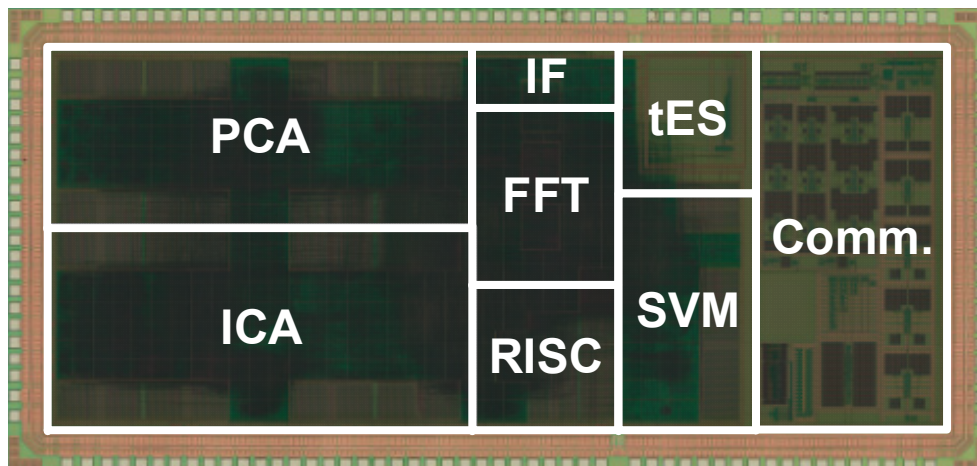 PCA
IF
tES
FFT
Comm.
ICA
SVM
RISC